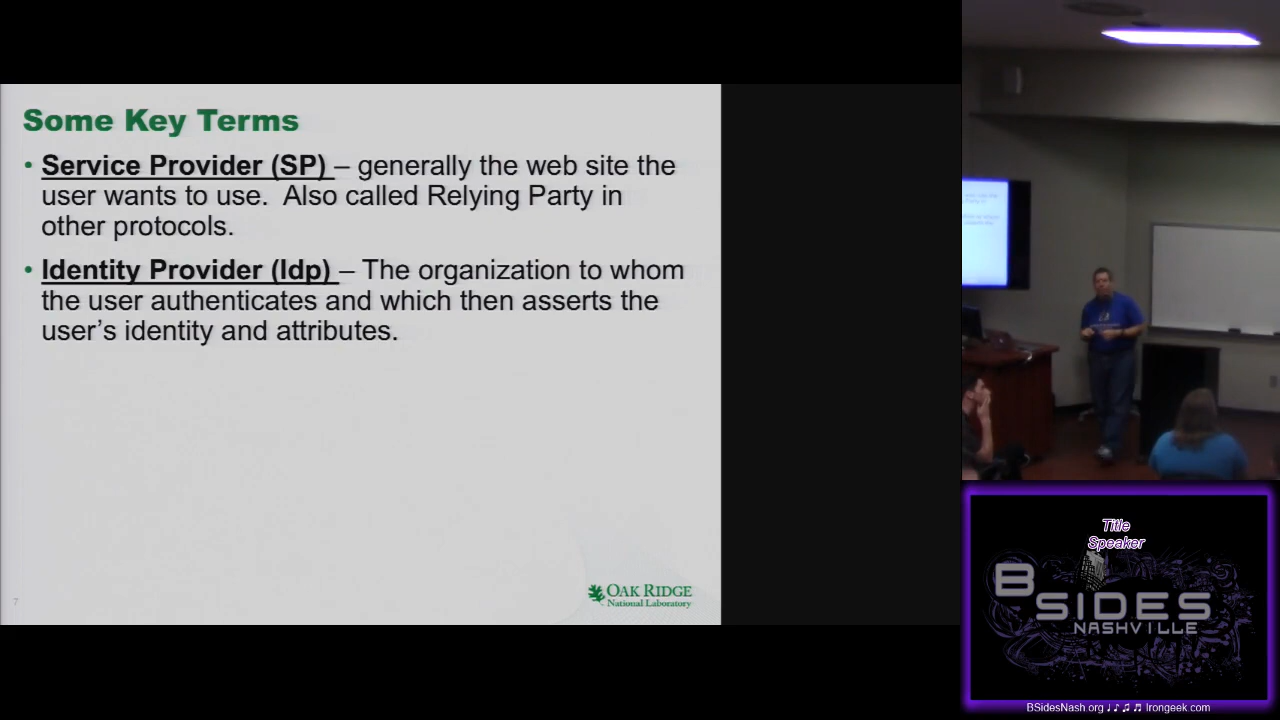 Some Key Terms
• Service Provider (SP) – generally the web site the
user wants to use. Also called Relying Party in
other protocols.
• Identity Provider (Idp) – The organization to whom
the user authenticates and which then asserts the
user's identity and attributes.
7
OAK RIDGE
National Laboratory
Title
Speaker
BSIDES
NASHVILLE
BSidesNash.org ♩ ♪ ♫ ♬ Irongeek.com